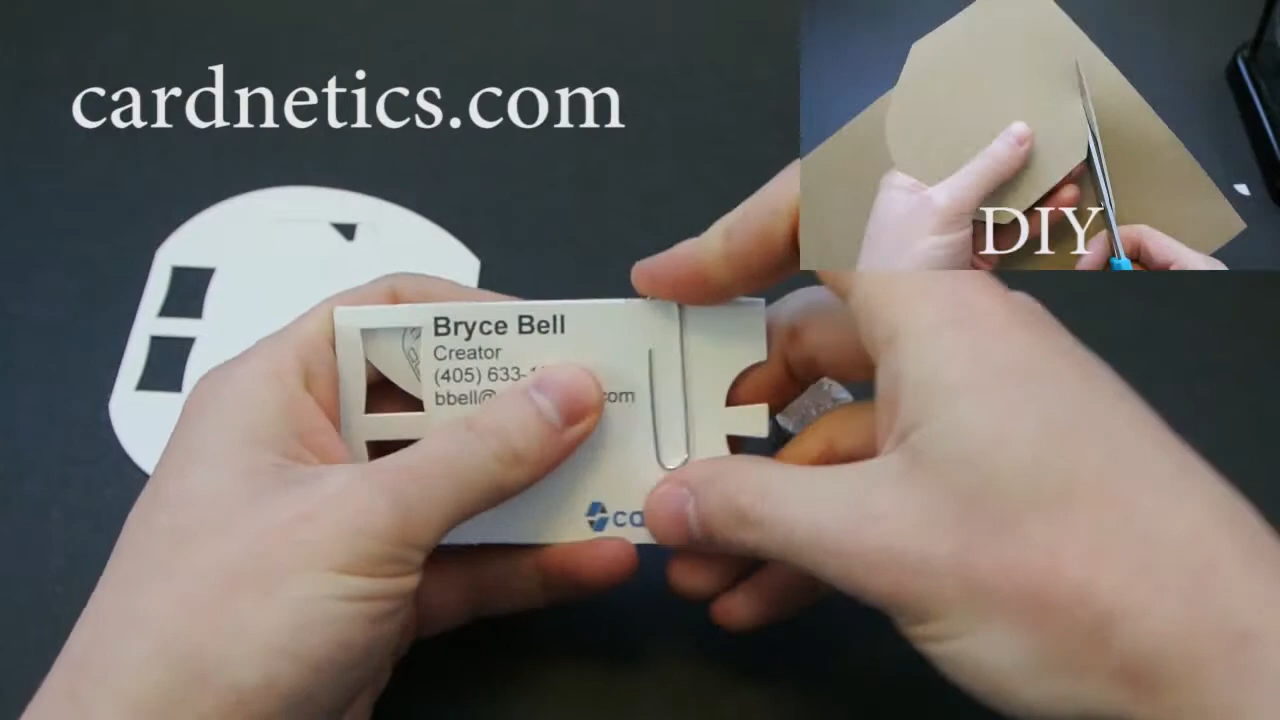 cardnetics.com
DIY
Bryce Bell
Creator
(405) 633-
bbell@ com
ca